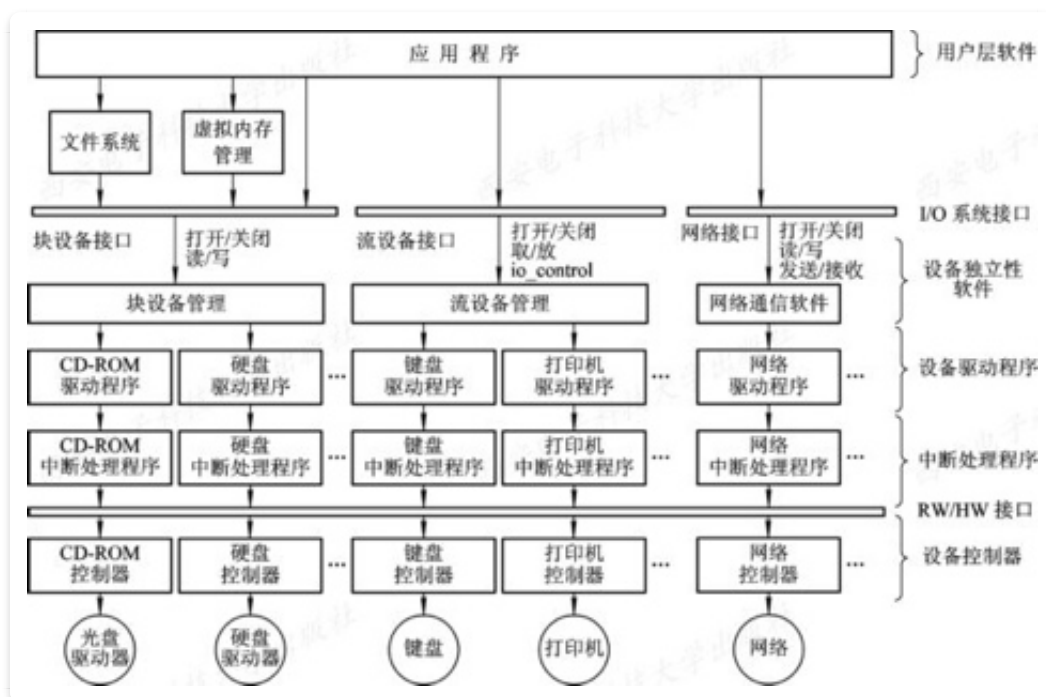 应用程序
用户层软件
文件系统
虚拟内存
管理
I/O 系统接口
块设备接口
打开/关闭
读/写
流设备接口
打开/关闭
取/放
io_control
网络接口
打开/关闭
读/写
发送/接收
设备独立性
软件
块设备管理
流设备管理
网络通信软件
CD-ROM
驱动程序
硬盘
驱动程序
...
键盘
驱动程序
打印机
驱动程序
...
网络
驱动程序
...
设备驱动程序
CD-ROM
中断处理程序
硬盘
中断处理程序
...
键盘
中断处理程序
打印机
中断处理程序
...
网络
中断处理程序
...
中断处理程序
RW/HW 接口
CD-ROM
控制器
硬盘
控制器
...
键盘
控制器
打印机
控制器
...
网络
控制器
...
设备控制器
光盘
驱动器
硬盘
驱动器
键盘
打印机
网络
西安电子科技大学出版社